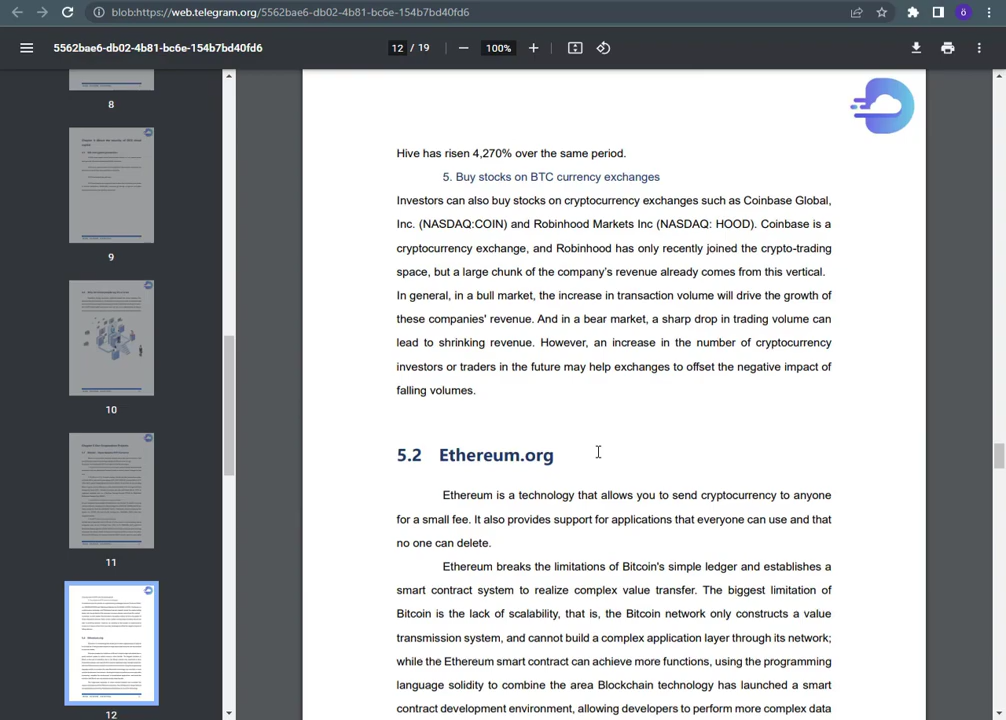 blob:https://web.telegram.org/5562bae6-db02-4b81-bc6e-154b7bd40fd6
ö
5562bae6-db02-4b81-bc6e-154b7bd40fd6
12 / 19
100%
8
9
10
11
12
Hive has risen 4,270% over the same period.
5. Buy stocks on BTC currency exchanges
Investors can also buy stocks on cryptocurrency exchanges such as Coinbase Global,
Inc. (NASDAQ:COIN) and Robinhood Markets Inc (NASDAQ: HOOD). Coinbase is a
cryptocurrency exchange, and Robinhood has only recently joined the crypto-trading
space, but a large chunk of the company's revenue already comes from this vertical.
In general, in a bull market, the increase in transaction volume will drive the growth of
these companies' revenue. And in a bear market, a sharp drop in trading volume can
lead to shrinking revenue. However, an increase in the number of cryptocurrency
investors or traders in the future may help exchanges to offset the negative impact of
falling volumes.
5.2 Ethereum.org
Ethereum is a technology that allows you to send cryptocurrency to anyone
for a small fee. It also provides support for applications that everyone can use and that
no one can delete.
Ethereum breaks the limitations of Bitcoin's simple ledger and establishes a
smart contract system to realize complex value transfer. The biggest limitation of
Bitcoin is the lack of scalability, that is, the Bitcoin network only constructs a value
transmission system, and cannot build a complex application layer through its network;
while the Ethereum smart contract can achieve more functions, using the programming
language solidity to combine the area Blockchain technology has launched a smart
contract development environment, allowing developers to perform more complex data